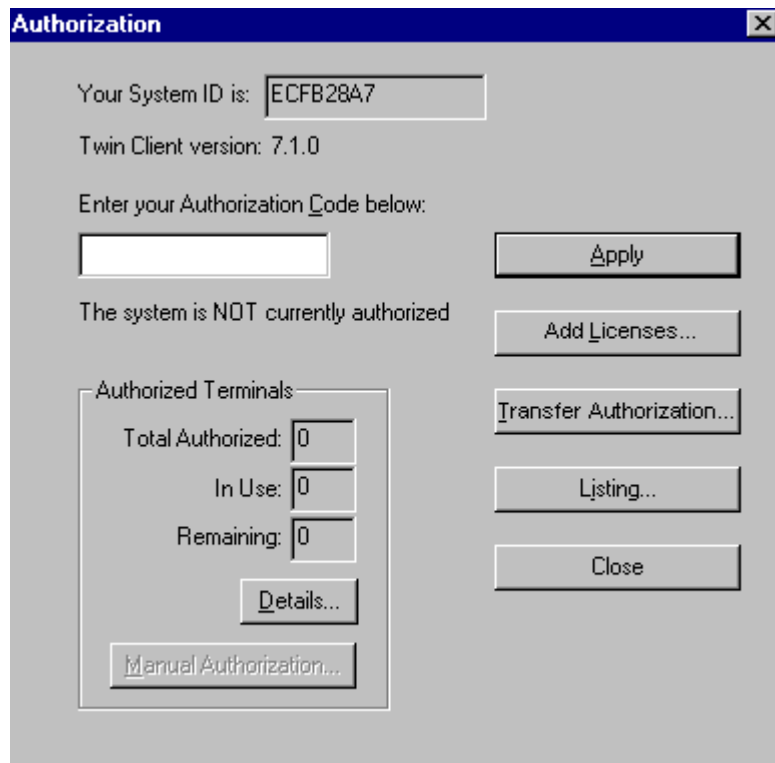 Authorization
Your System ID is: ECFB28A7
Twin Client version: 7.1.0
Enter your Authorization Code below:
Apply
The system is NOT currently authorized
Add Licenses...
Authorized Terminals
Transfer Authorization...
Total Authorized: 0
In Use: 0
Listing...
Remaining: 0
Close
Details...
Manual Authorization...